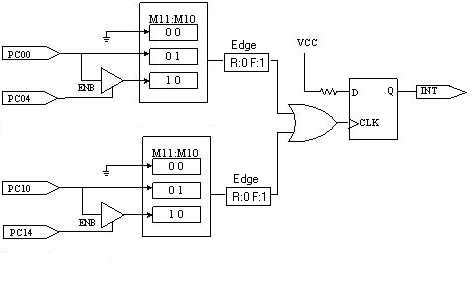 M11:M10
0 0
PC00
0 1
Edge
R:0 F:1
VCC
ENB
1 0
PC04
D
Q
INT
CLK
M11:M10
0 0
PC10
0 1
Edge
R:0 F:1
ENB
1 0
PC14